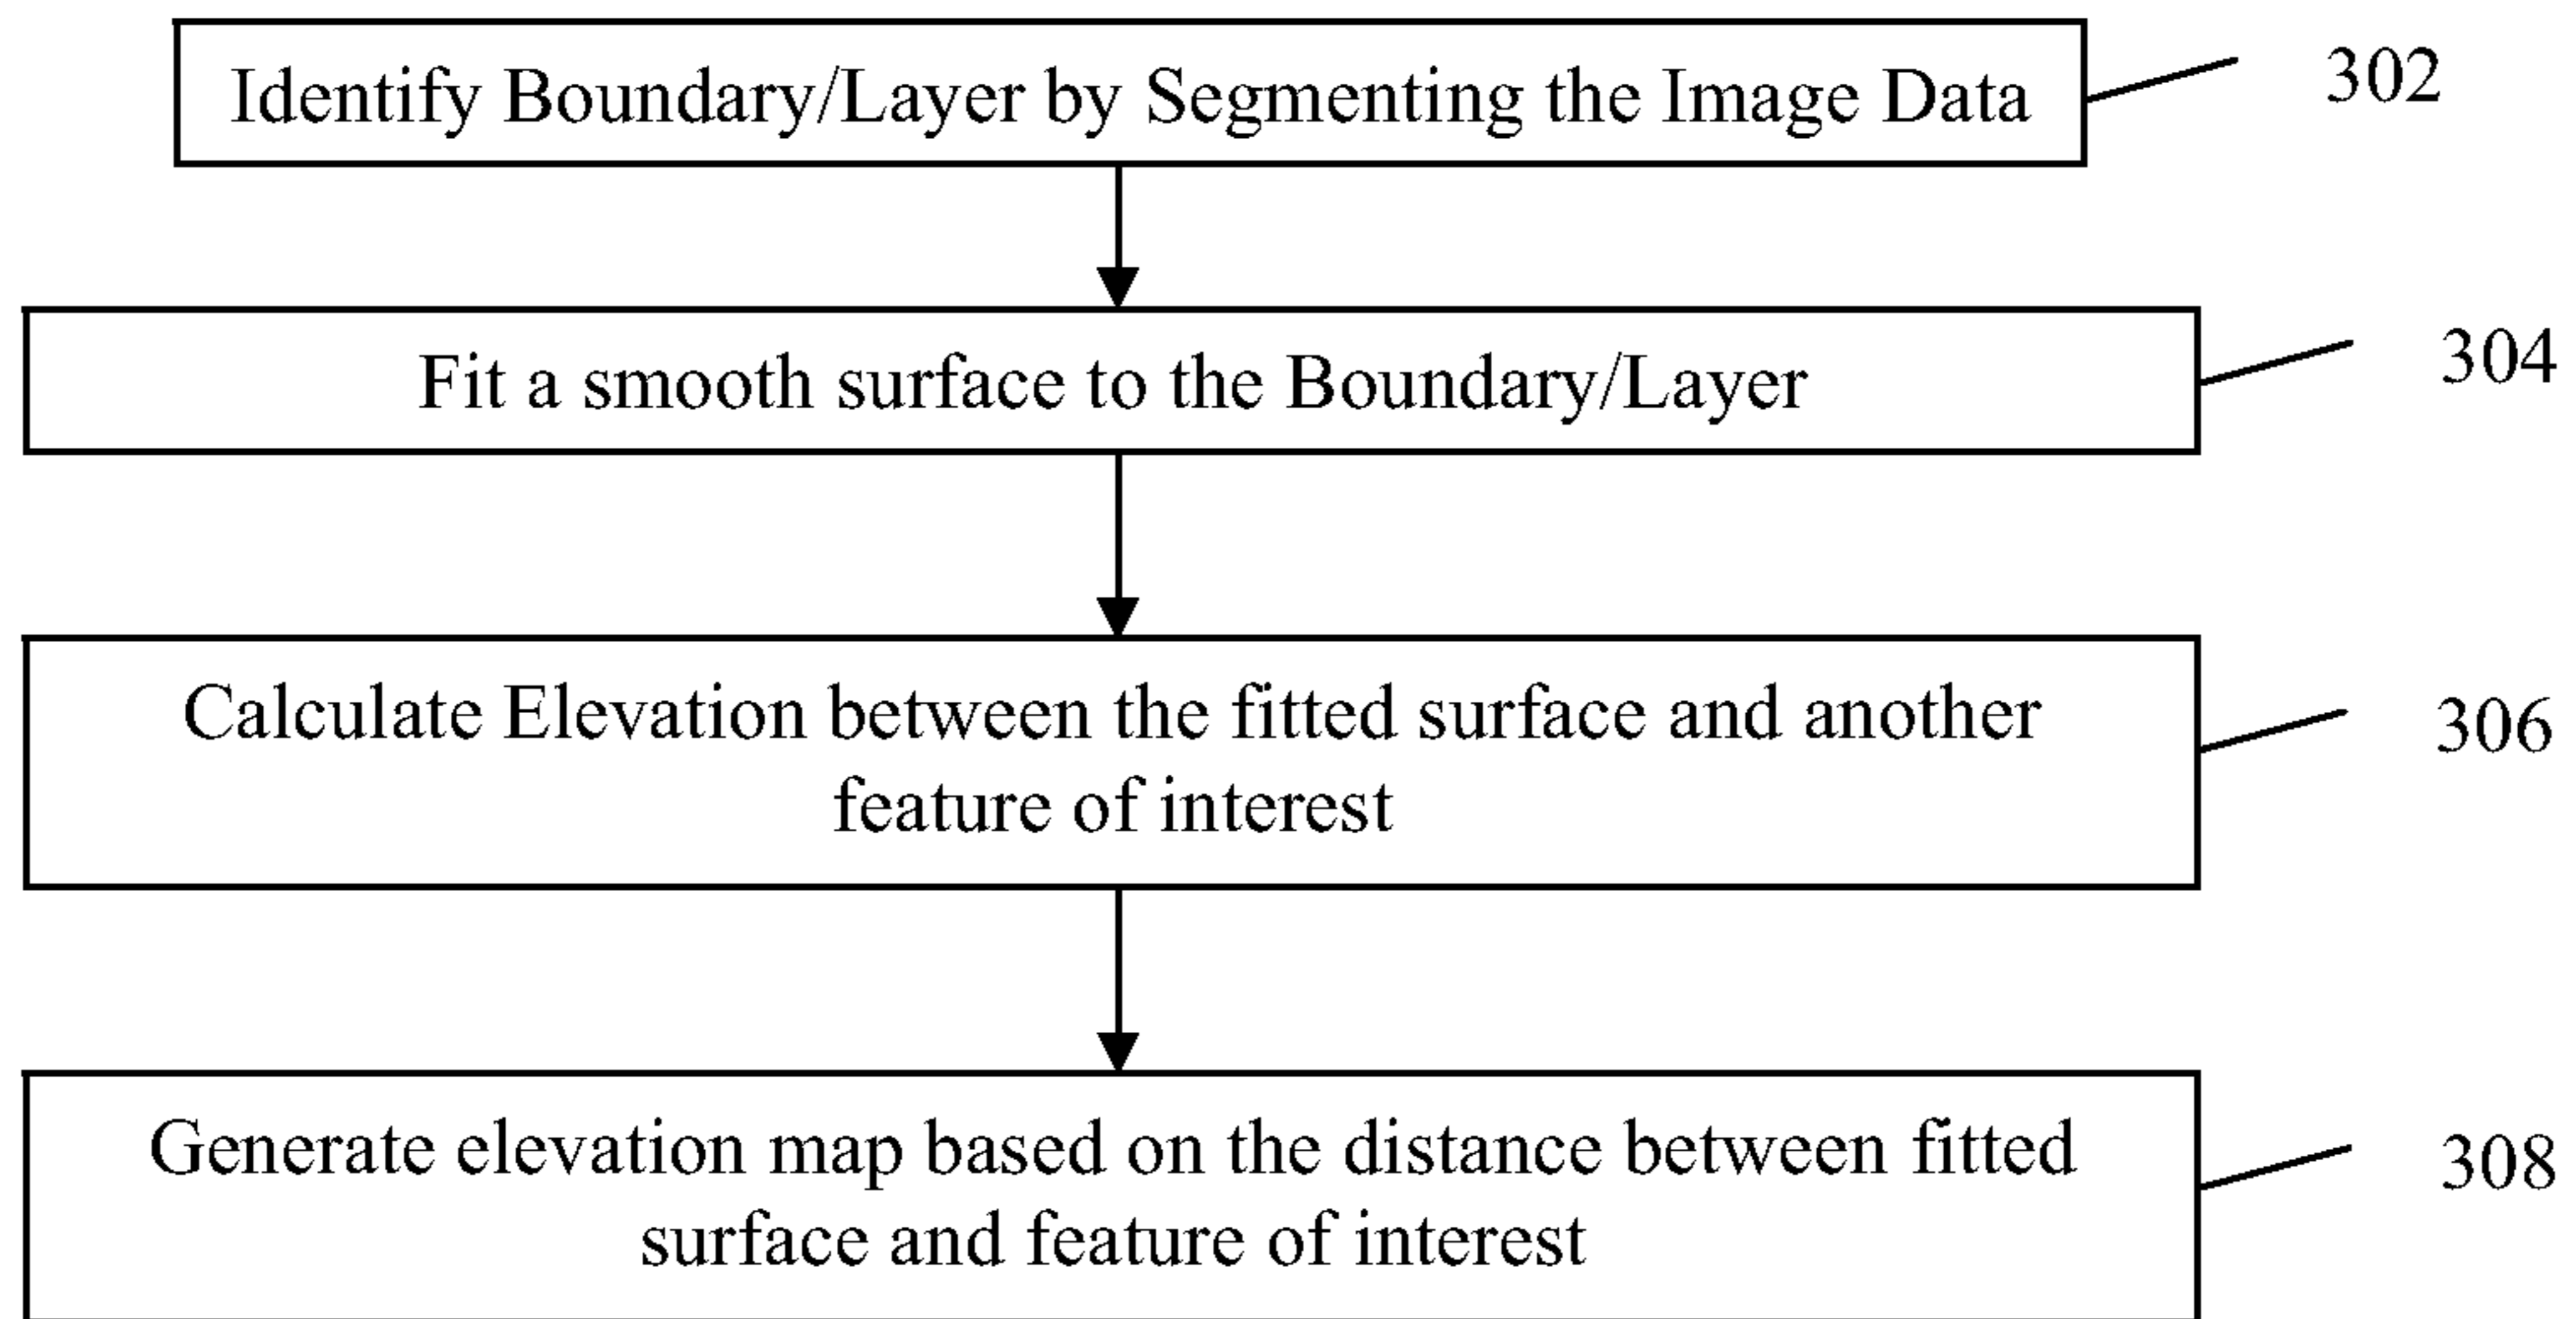 Identify Boundary/Layer by Segmenting the Image Data
302
Fit a smooth surface to the Boundary/Layer
304
Calculate Elevation between the fitted surface and another
feature of interest
306
Generate elevation map based on the distance between fitted
surface and feature of interest
308